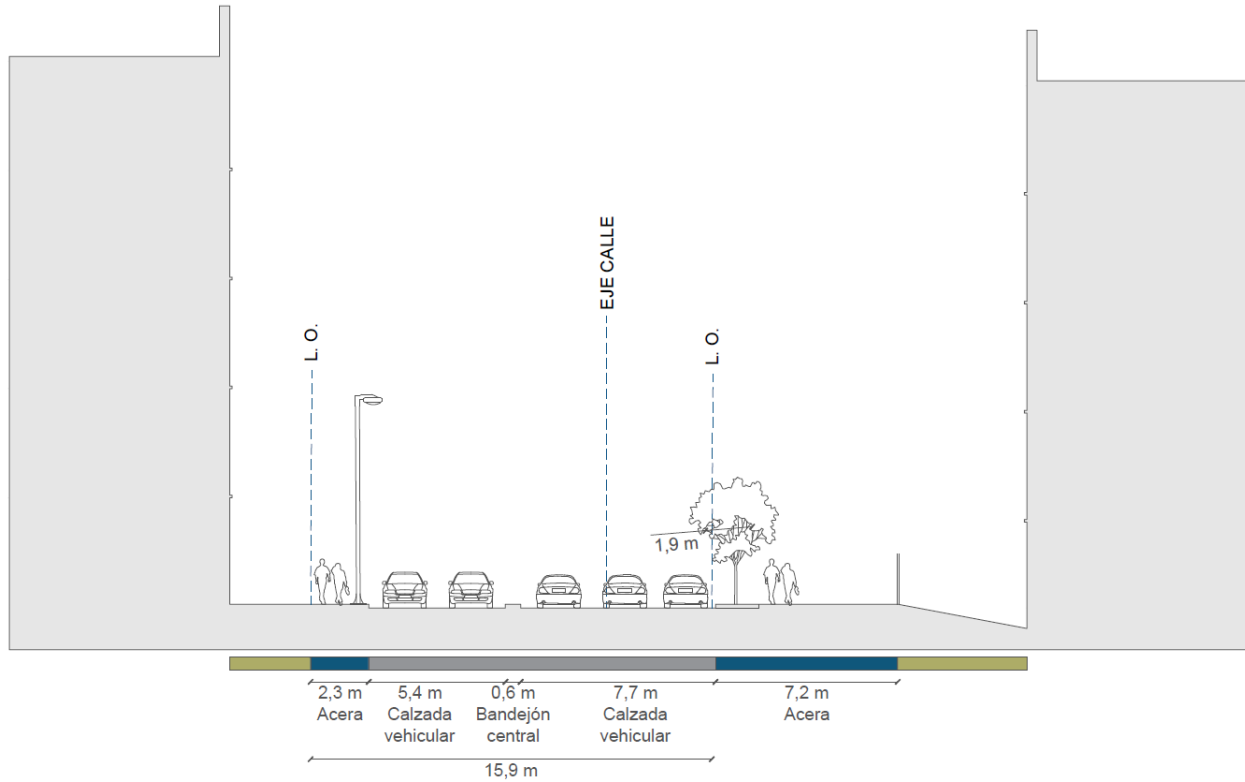 EJE CALLE
L. O.
L. O.
1,9 m
2,3 m
Acera
5,4 m
Calzada
vehicular
0,6 m
Bandejón
central
7,7 m
Calzada
vehicular
7,2 m
Acera
15,9 m